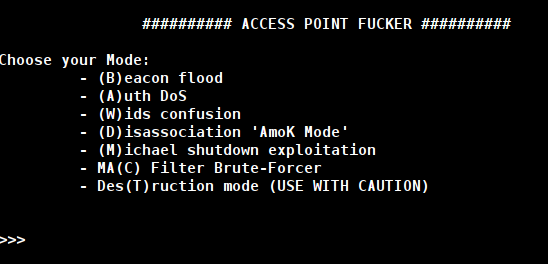 ########## ACCESS POINT FUCKER ##########
Choose your Mode:
- (B)eacon flood
- (A)uth DoS
- (W)ids confusion
- (D)isassociation 'AmoK Mode'
- (M)ichael shutdown exploitation
- MA(C) Filter Brute-Forcer
- Des(T)ruction mode (USE WITH CAUTION)
>>>